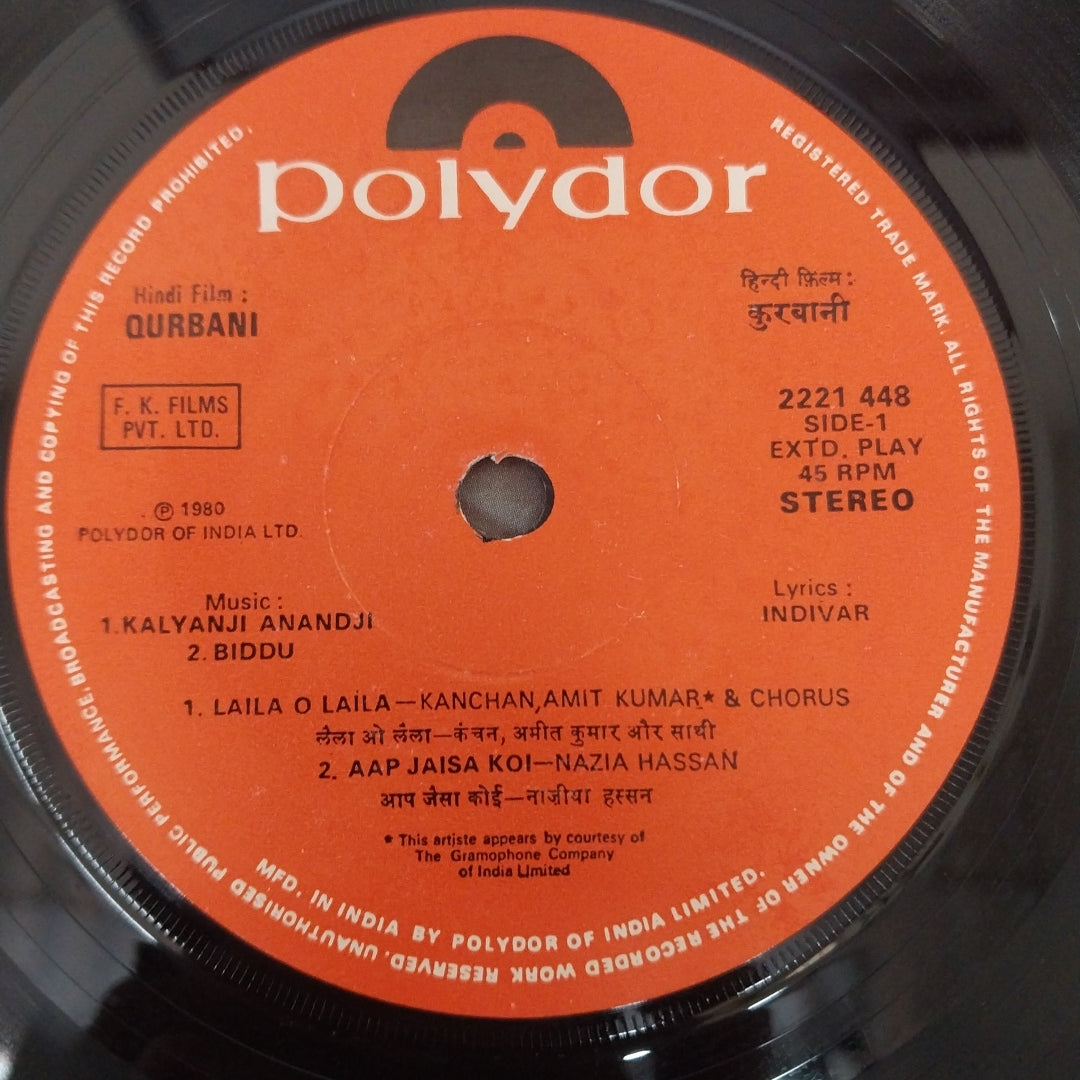 polydor
Hindi Film :
QURBANI
हिन्दी फ़िल्म :
कुरबानी
F. K. FILMS
PVT. LTD.
2221 448
SIDE-1
EXTD. PLAY
45 RPM
STEREO
℗ 1980
POLYDOR OF INDIA LTD.
Music :
1.KALYANJI ANANDJI
2. BIDDU
Lyrics :
INDIVAR
1. LAILA O LAILA—KANCHAN,AMIT KUMAR* & CHORUS
लैला ओ लैला—कंचन, अमीत कुमार और साथी
2. AAP JAISA KOI—NAZIA HASSAN
आप जैसा कोई—नाज़ीया हस्सन
* This artiste appears by courtesy of
The Gramophone Company
of India Limited
MFD. IN INDIA BY POLYDOR OF INDIA LIMITED.
REGISTERED TRADE MARK. ALL RIGHTS OF THE MANUFACTURER AND OF THE OWNER OF THE RECORDED WORK RESERVED. UNAUTHORISED PUBLIC PERFORMANCE, BROADCASTING AND COPYING OF THIS RECORD PROHIBITED.